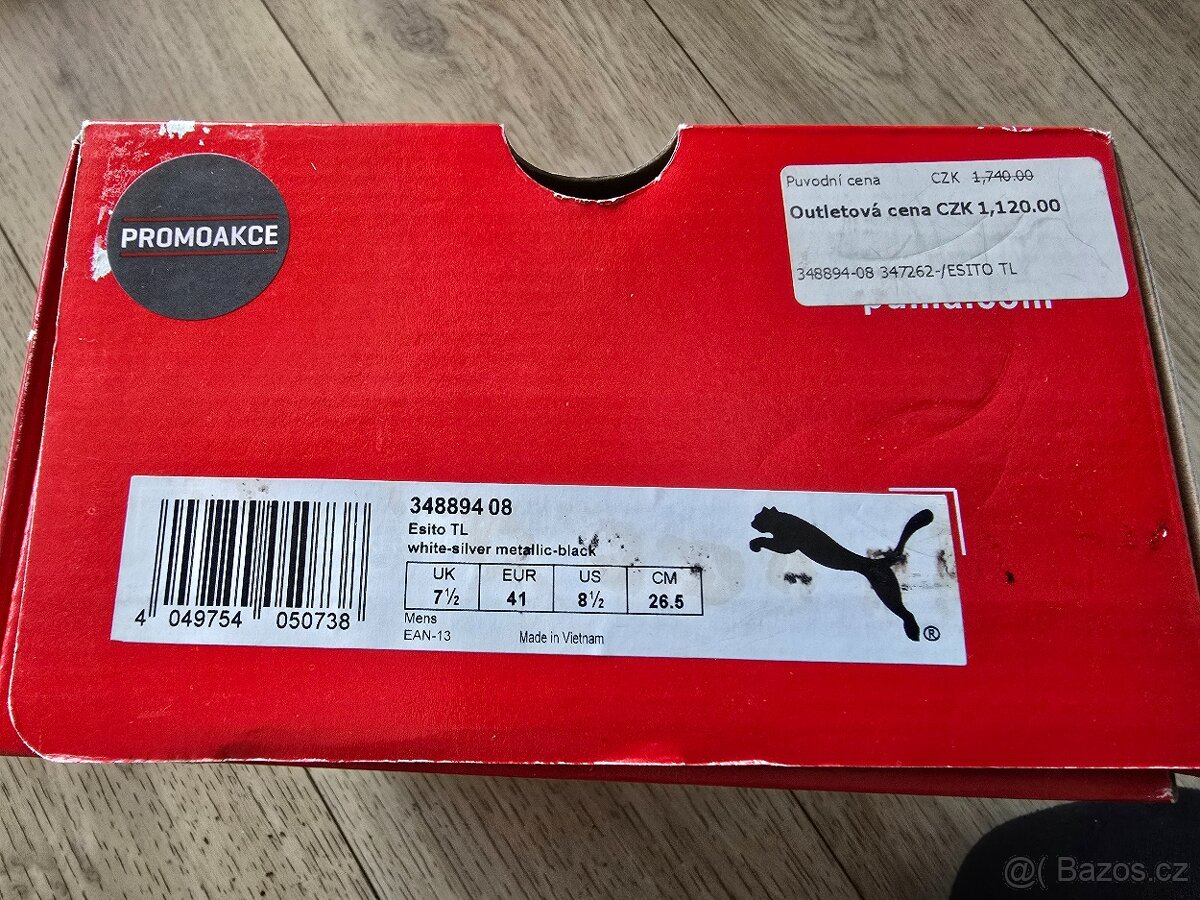 PROMOAKCE
Puvodní cena CZK 1,740.00
Outletová cena CZK 1,120.00
348894-08 347262-/ESITO TL
puma.com
348894 08
Esito TL
white-silver metallic-black
UK EUR US CM
7½ 41 8½ 26.5
Mens
EAN-13 Made in Vietnam
4 049754 050738
®
@( Bazos.cz